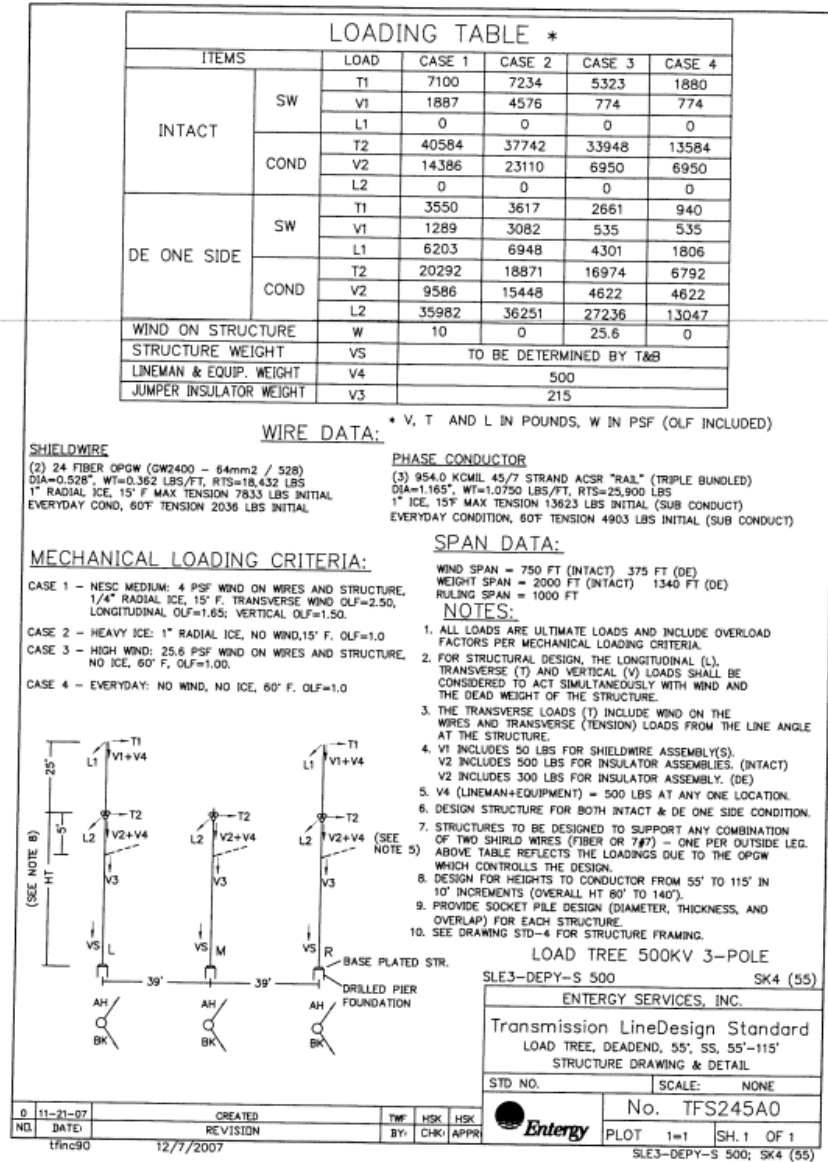 LOADING TABLE *
ITEMS LOAD CASE 1 CASE 2 CASE 3 CASE 4
INTACT SW T1 7100 7234 5323 1880
V1 1887 4576 774 774
L1 0 0 0 0
COND T2 40584 37742 33948 13584
V2 14386 23110 6950 6950
L2 0 0 0 0
DE ONE SIDE SW T1 3550 3617 2661 940
V1 1289 3082 535 535
L1 6203 6948 4301 1806
COND T2 20292 18871 16974 6792
V2 9586 15448 4622 4622
L2 35982 36251 27236 13047
WIND ON STRUCTURE W 10 0 25.6 0
STRUCTURE WEIGHT VS TO BE DETERMINED BY T&B
LINEMAN & EQUIP. WEIGHT V4 500
JUMPER INSULATOR WEIGHT V3 215
* V, T AND L IN POUNDS, W IN PSF (OLF INCLUDED)
WIRE DATA:
SHIELDWIRE
(2) 24 FIBER OPGW (GW2400 - 64mm2 / 528)
DIA=0.528", WT=0.362 LBS/FT, RTS=18,432 LBS
1" RADIAL ICE, 15' F MAX TENSION 7833 LBS INITIAL
EVERYDAY COND, 60'F TENSION 2036 LBS INITIAL
PHASE CONDUCTOR
(3) 954.0 KCMIL 45/7 STRAND ACSR "RAIL" (TRIPLE BUNDLED)
DIA=1.165", WT=1.0750 LBS/FT, RTS=25,900 LBS
1" ICE, 15'F MAX TENSION 13623 LBS INITIAL (SUB CONDUCT)
EVERYDAY CONDITION, 60'F TENSION 4903 LBS INITIAL (SUB CONDUCT)
MECHANICAL LOADING CRITERIA:
CASE 1 - NESC MEDIUM: 4 PSF WIND ON WIRES AND STRUCTURE,
1/4" RADIAL ICE, 15' F. TRANSVERSE WIND OLF=2.50,
LONGITUDINAL OLF=1.65; VERTICAL OLF=1.50.
CASE 2 - HEAVY ICE: 1" RADIAL ICE, NO WIND,15' F. OLF=1.0
CASE 3 - HIGH WIND: 25.6 PSF WIND ON WIRES AND STRUCTURE,
NO ICE, 60' F, OLF=1.00.
CASE 4 - EVERYDAY: NO WIND, NO ICE, 60' F. OLF=1.0
SPAN DATA:
WIND SPAN = 750 FT (INTACT) 375 FT (DE)
WEIGHT SPAN = 2000 FT (INTACT) 1340 FT (DE)
RULING SPAN = 1000 FT
NOTES:
1. ALL LOADS ARE ULTIMATE LOADS AND INCLUDE OVERLOAD
FACTORS PER MECHANICAL LOADING CRITERIA.
2. FOR STRUCTURAL DESIGN, THE LONGITUDINAL (L),
TRANSVERSE (T) AND VERTICAL (V) LOADS SHALL BE
CONSIDERED TO ACT SIMULTANEOUSLY WITH WIND AND
THE DEAD WEIGHT OF THE STRUCTURE.
3. THE TRANSVERSE LOADS (T) INCLUDE WIND ON THE
WIRES AND TRANSVERSE (TENSION) LOADS FROM THE LINE ANGLE
AT THE STRUCTURE.
4. V1 INCLUDES 50 LBS FOR SHIELDWIRE ASSEMBLY(S).
V2 INCLUDES 500 LBS FOR INSULATOR ASSEMBLIES. (INTACT)
V2 INCLUDES 300 LBS FOR INSULATOR ASSEMBLY. (DE)
5. V4 (LINEMAN+EQUIPMENT) = 500 LBS AT ANY ONE LOCATION.
6. DESIGN STRUCTURE FOR BOTH INTACT & DE ONE SIDE CONDITION.
7. STRUCTURES TO BE DESIGNED TO SUPPORT ANY COMBINATION
OF TWO SHIRLD WIRES (FIBER OR 7#7) - ONE PER OUTSIDE LEG.
ABOVE TABLE REFLECTS THE LOADINGS DUE TO THE OPGW
WHICH CONTROLLS THE DESIGN.
8. DESIGN FOR HEIGHTS TO CONDUCTOR FROM 55' TO 115' IN
10' INCREMENTS (OVERALL HT 80' TO 140').
9. PROVIDE SOCKET PILE DESIGN (DIAMETER, THICKNESS, AND
OVERLAP) FOR EACH STRUCTURE.
10. SEE DRAWING STD-4 FOR STRUCTURE FRAMING.
T1 T1
L1 V1+V4 L1 V1+V4
25'
T2 T2 T2
5'
L2 V2+V4 L2 V2+V4 L2 V2+V4 (SEE NOTE 5)
V3 V3 V3
(SEE NOTE 8)
HT
VS L VS M VS R
BASE PLATED STR.
39' 39'
DRILLED PIER
FOUNDATION
AH AH AH
BK BK BK
LOAD TREE 500KV 3-POLE
SLE3-DEPY-S 500 SK4 (55)
ENTERGY SERVICES, INC.
Transmission LineDesign Standard
LOAD TREE, DEADEND, 55', SS, 55'-115'
STRUCTURE DRAWING & DETAIL
STD NO. SCALE: NONE
Entergy
No. TFS245A0
PLOT 1=1 SH. 1 OF 1
0 11-21-07 CREATED TWF HSK HSK
NO. DATE: REVISION BY: CHK: APPR
tfinc90 12/7/2007
SLE3-DEPY-S 500; SK4 (55)